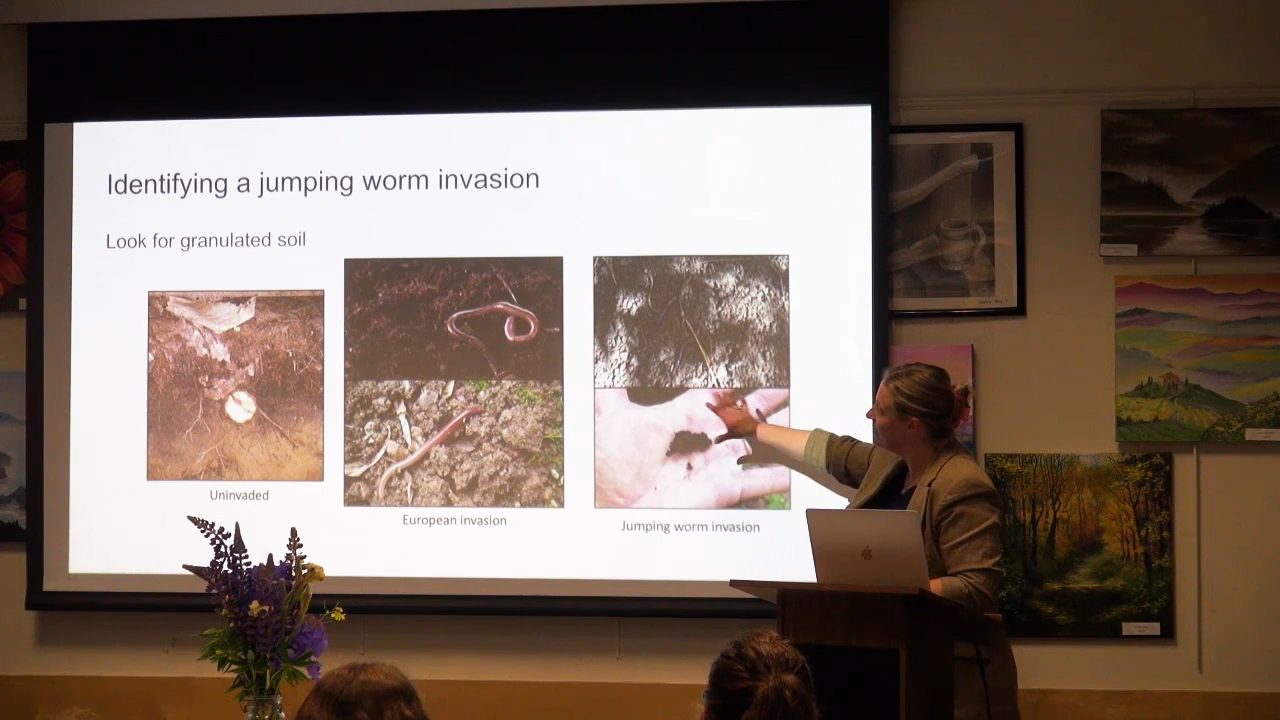 Identifying a jumping worm invasion
Look for granulated soil
Uninvaded
European invasion
Jumping worm invasion